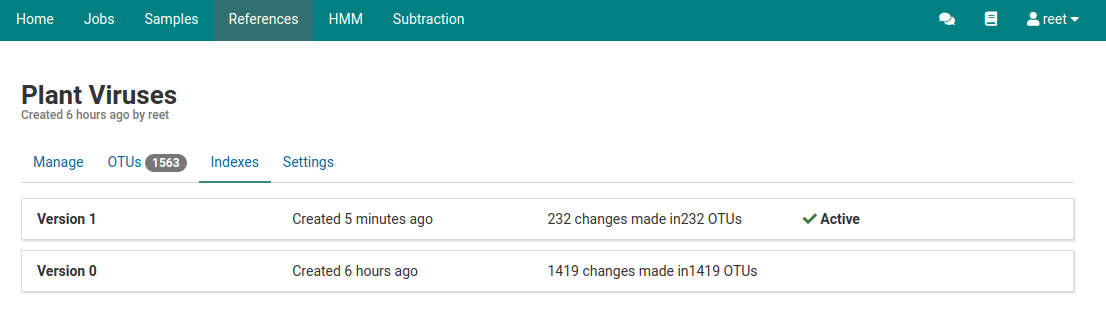 Home Jobs Samples References HMM Subtraction reet
Plant Viruses
Created 6 hours ago by reet
Manage OTUs 1563 Indexes Settings
Version 1 Created 5 minutes ago 232 changes made in232 OTUs Active
Version 0 Created 6 hours ago 1419 changes made in1419 OTUs